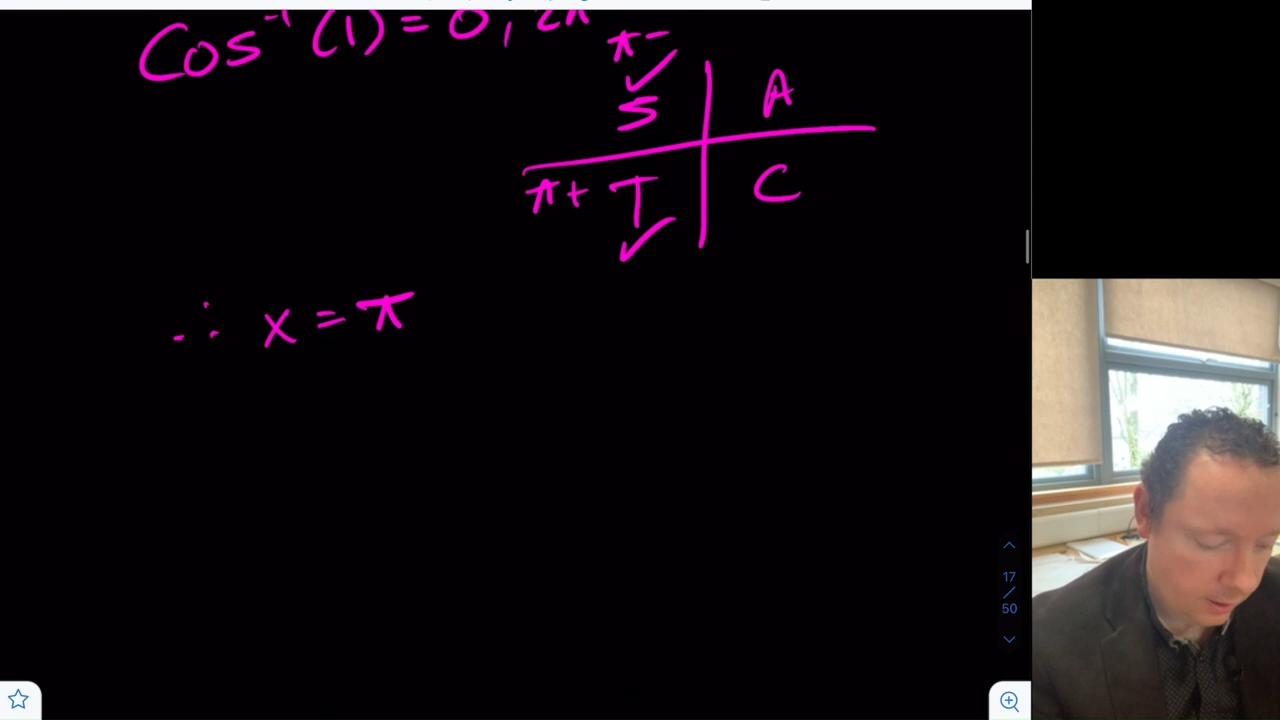 Cos⁻¹ (1) = 0, 2π
π-
S A
π+ T C
∴ x = π
17
/
50